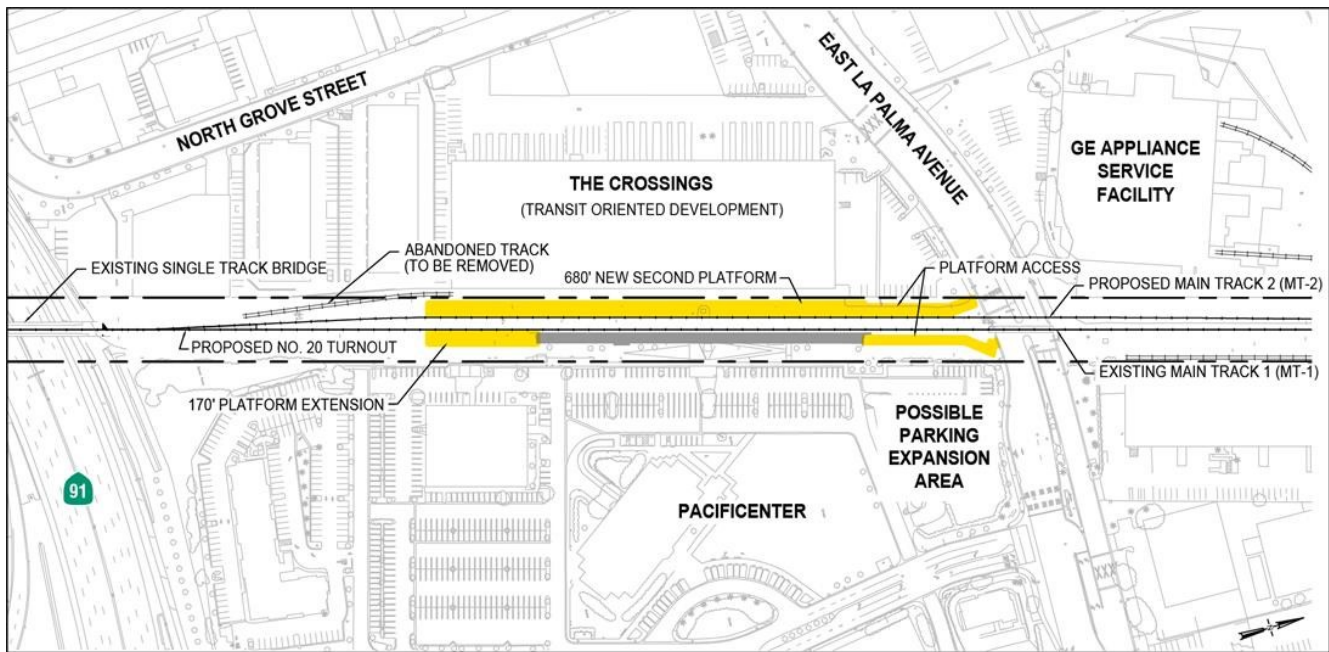 NORTH GROVE STREET
EAST LA PALMA AVENUE
GE APPLIANCE
SERVICE
FACILITY
THE CROSSINGS
(TRANSIT ORIENTED DEVELOPMENT)
ABANDONED TRACK
(TO BE REMOVED)
EXISTING SINGLE TRACK BRIDGE
680' NEW SECOND PLATFORM
PLATFORM ACCESS
PROPOSED MAIN TRACK 2 (MT-2)
PROPOSED NO. 20 TURNOUT
EXISTING MAIN TRACK 1 (MT-1)
170' PLATFORM EXTENSION
POSSIBLE
PARKING
EXPANSION
AREA
91
PACIFICENTER